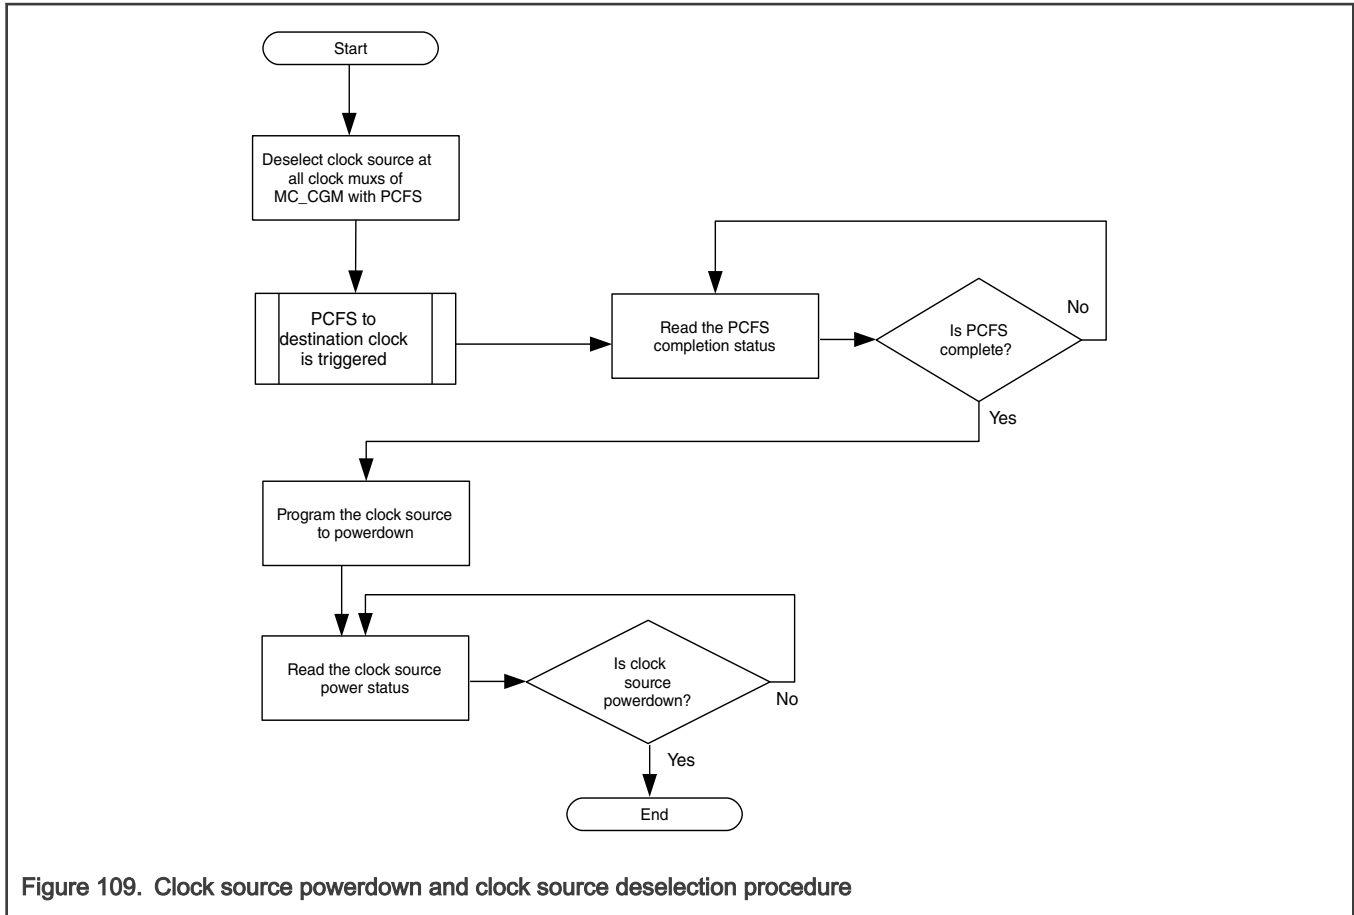 Start
Deselect clock source at
all clock muxs of
MC_CGM with PCFS
PCFS to
destination clock
is triggered
Read the PCFS
completion status
Is PCFS
complete?
No
Yes
Program the clock source
to powerdown
Read the clock source
power status
Is clock
source
powerdown?
No
Yes
End
Figure 109. Clock source powerdown and clock source deselection procedure